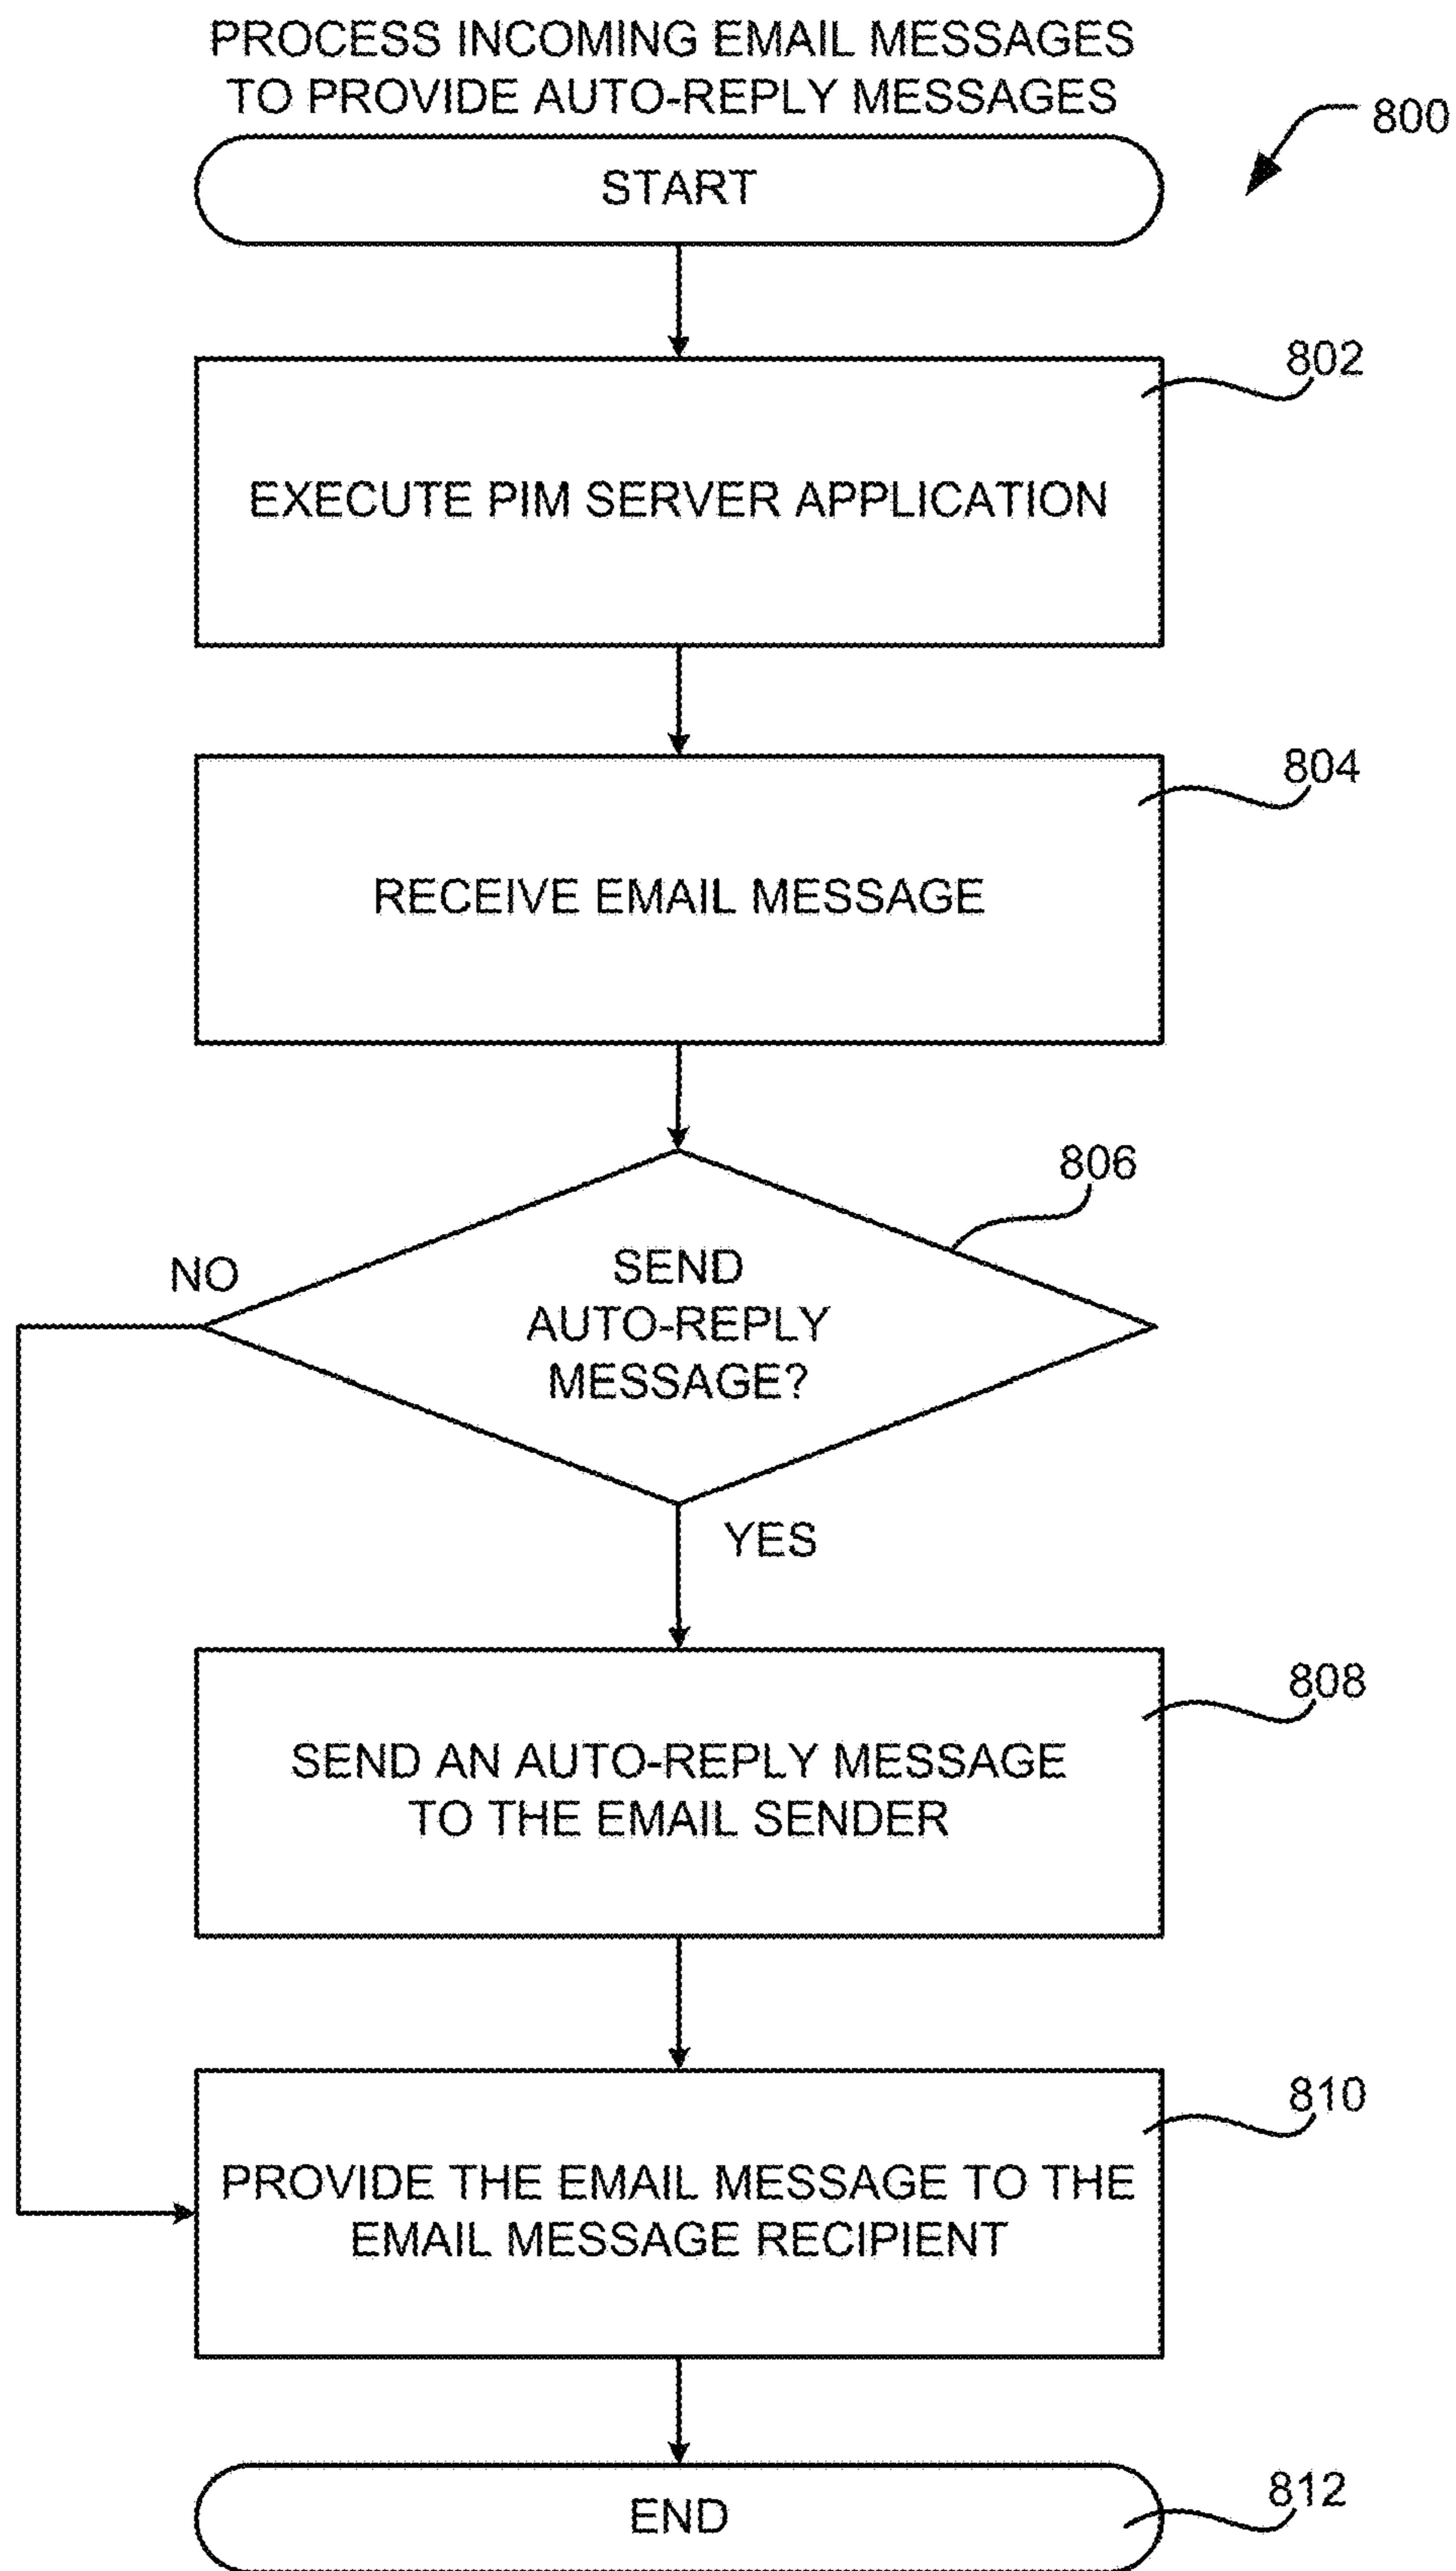 PROCESS INCOMING EMAIL MESSAGES
TO PROVIDE AUTO-REPLY MESSAGES
800
START
802
EXECUTE PIM SERVER APPLICATION
804
RECEIVE EMAIL MESSAGE
806
NO
SEND
AUTO-REPLY
MESSAGE?
YES
808
SEND AN AUTO-REPLY MESSAGE
TO THE EMAIL SENDER
810
PROVIDE THE EMAIL MESSAGE TO THE
EMAIL MESSAGE RECIPIENT
812
END